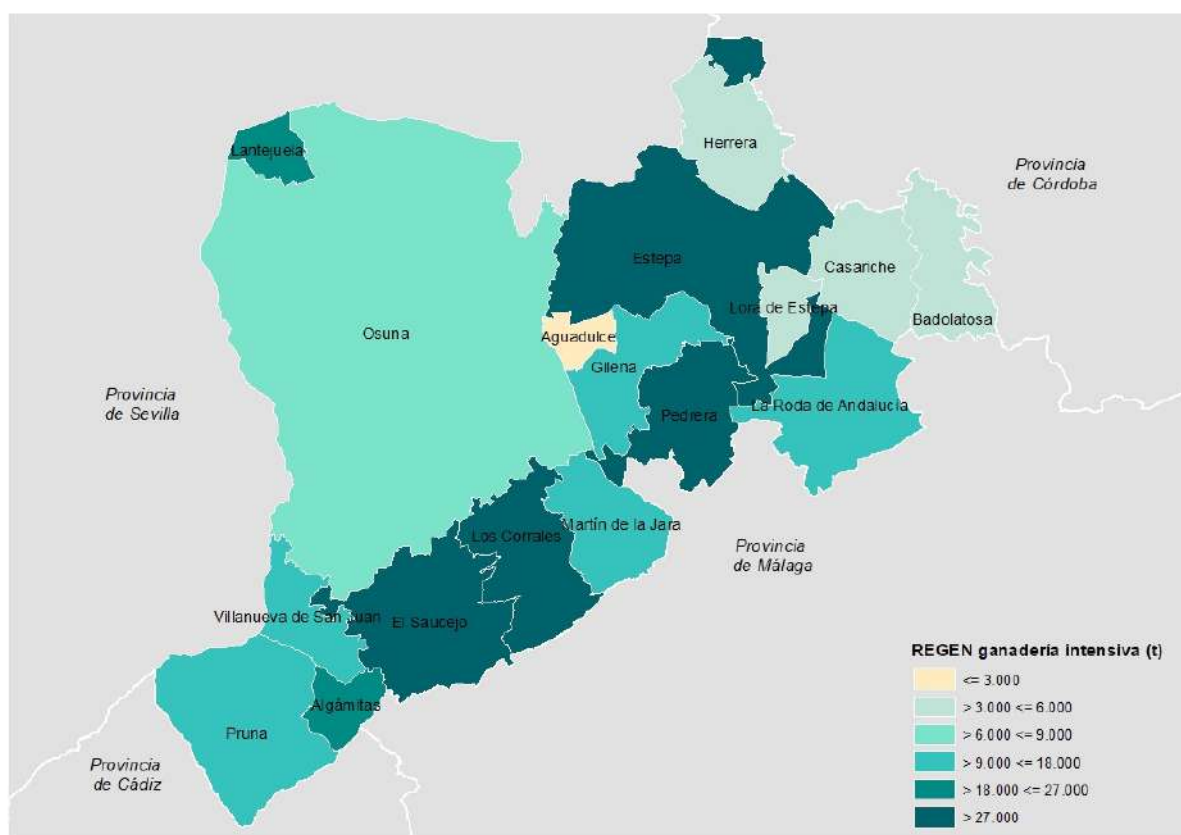 Herrera
Provincia
de Córdoba
Lantejuela
Estepa
Casariche
Lora de Estepa
Badolatosa
Osuna
Aguadulce
Gilena
Provincia
de Sevilla
Pedrera
La Roda de Andalucía
Los Corrales
Martín de la Jara
Provincia
de Málaga
Villanueva de San Juan
El Saucejo
Algámitas
Pruna
Provincia
de Cádiz
REGEN ganadería intensiva (t)
<= 3.000
> 3.000 <= 6.000
> 6.000 <= 9.000
> 9.000 <= 18.000
> 18.000 <= 27.000
> 27.000